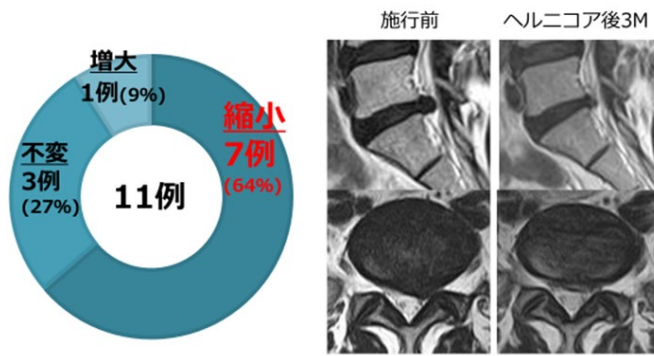 増大
1例(9%)
縮小
7例
(64%)
不変
3例
(27%)
11例
施行前
ヘルニコア後3M